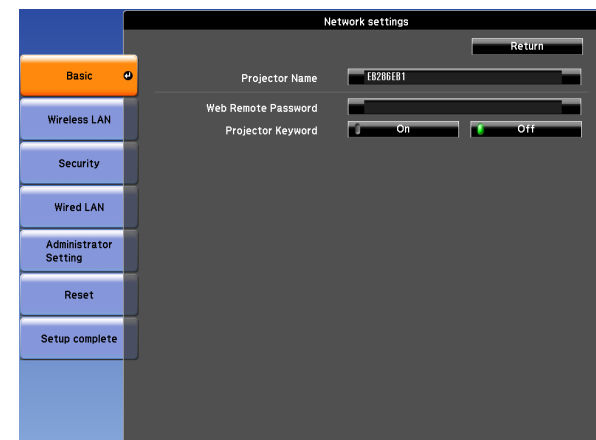 Network settings
Return
Basic
Projector Name
EB286EB1
Wireless LAN
Web Remote Password
Projector Keyword
On
Off
Security
Wired LAN
Administrator
Setting
Reset
Setup complete